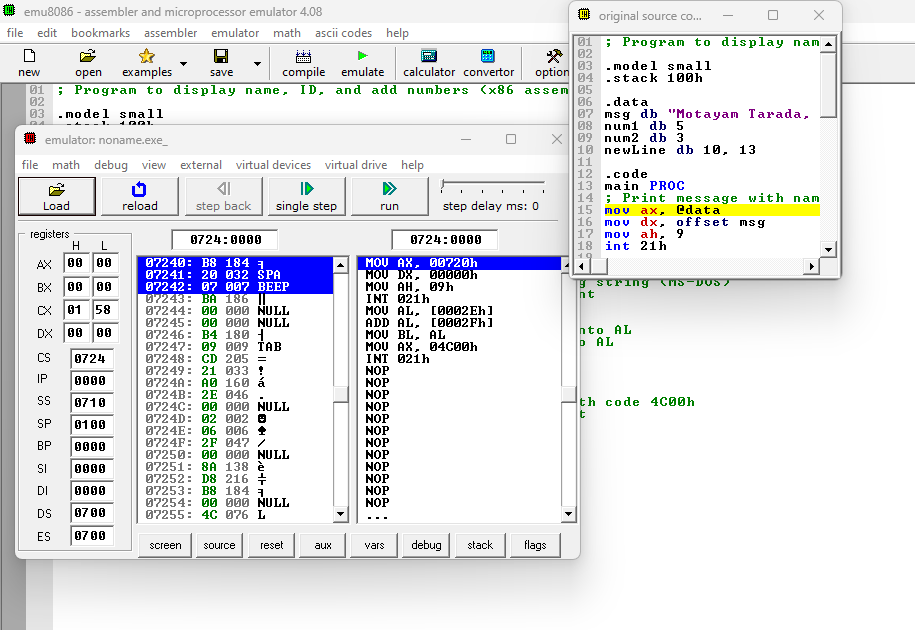 emu8086 - assembler and microprocessor emulator 4.08
file edit bookmarks assembler emulator math ascii codes help
new open examples save compile emulate calculator convertor option
01 ; Program to display name, ID, and add numbers (x86 assem
02
03 .model small
original source co...
01 ; Program to display nam
02
03 .model small
04 .stack 100h
05
06 .data
07 msg db "Motayam Tarada,
08 num1 db 5
09 num2 db 3
10 newLine db 10, 13
11
12 .code
13 main PROC
14 ; Print message with nam
15 mov ax, @data
16 mov dx, offset msg
17 mov ah, 9
18 int 21h
g string (MS-DOS)
nt
nto AL
o AL
th code 4C00h
t
emulator: noname.exe_
file math debug view external virtual devices virtual drive help
Load reload step back single step run step delay ms: 0
registers
H L
AX 00 00
BX 00 00
CX 01 58
DX 00 00
CS 0724
IP 0000
SS 0710
SP 0100
BP 0000
SI 0000
DI 0000
DS 0700
ES 0700
0724:0000
07240: B8 184 ╕
07241: 20 032 SPA
07242: 07 007 BEEP
07243: BA 186 ║
07244: 00 000 NULL
07245: 00 000 NULL
07246: B4 180 ┤
07247: 09 009 TAB
07248: CD 205 =
07249: 21 033 !
0724A: A0 160 á
0724B: 2E 046 .
0724C: 00 000 NULL
0724D: 02 002 ☻
0724E: 06 006 ♠
0724F: 2F 047 /
07250: 00 000 NULL
07251: 8A 138 è
07252: D8 216 ╪
07253: B8 184 ╕
07254: 00 000 NULL
07255: 4C 076 L
0724:0000
MOV AX, 00720h
MOV DX, 00000h
MOV AH, 09h
INT 021h
MOV AL, [0002Eh]
ADD AL, [0002Fh]
MOV BL, AL
MOV AX, 04C00h
INT 021h
NOP
NOP
NOP
NOP
NOP
NOP
NOP
NOP
NOP
NOP
NOP
NOP
...
screen source reset aux vars debug stack flags